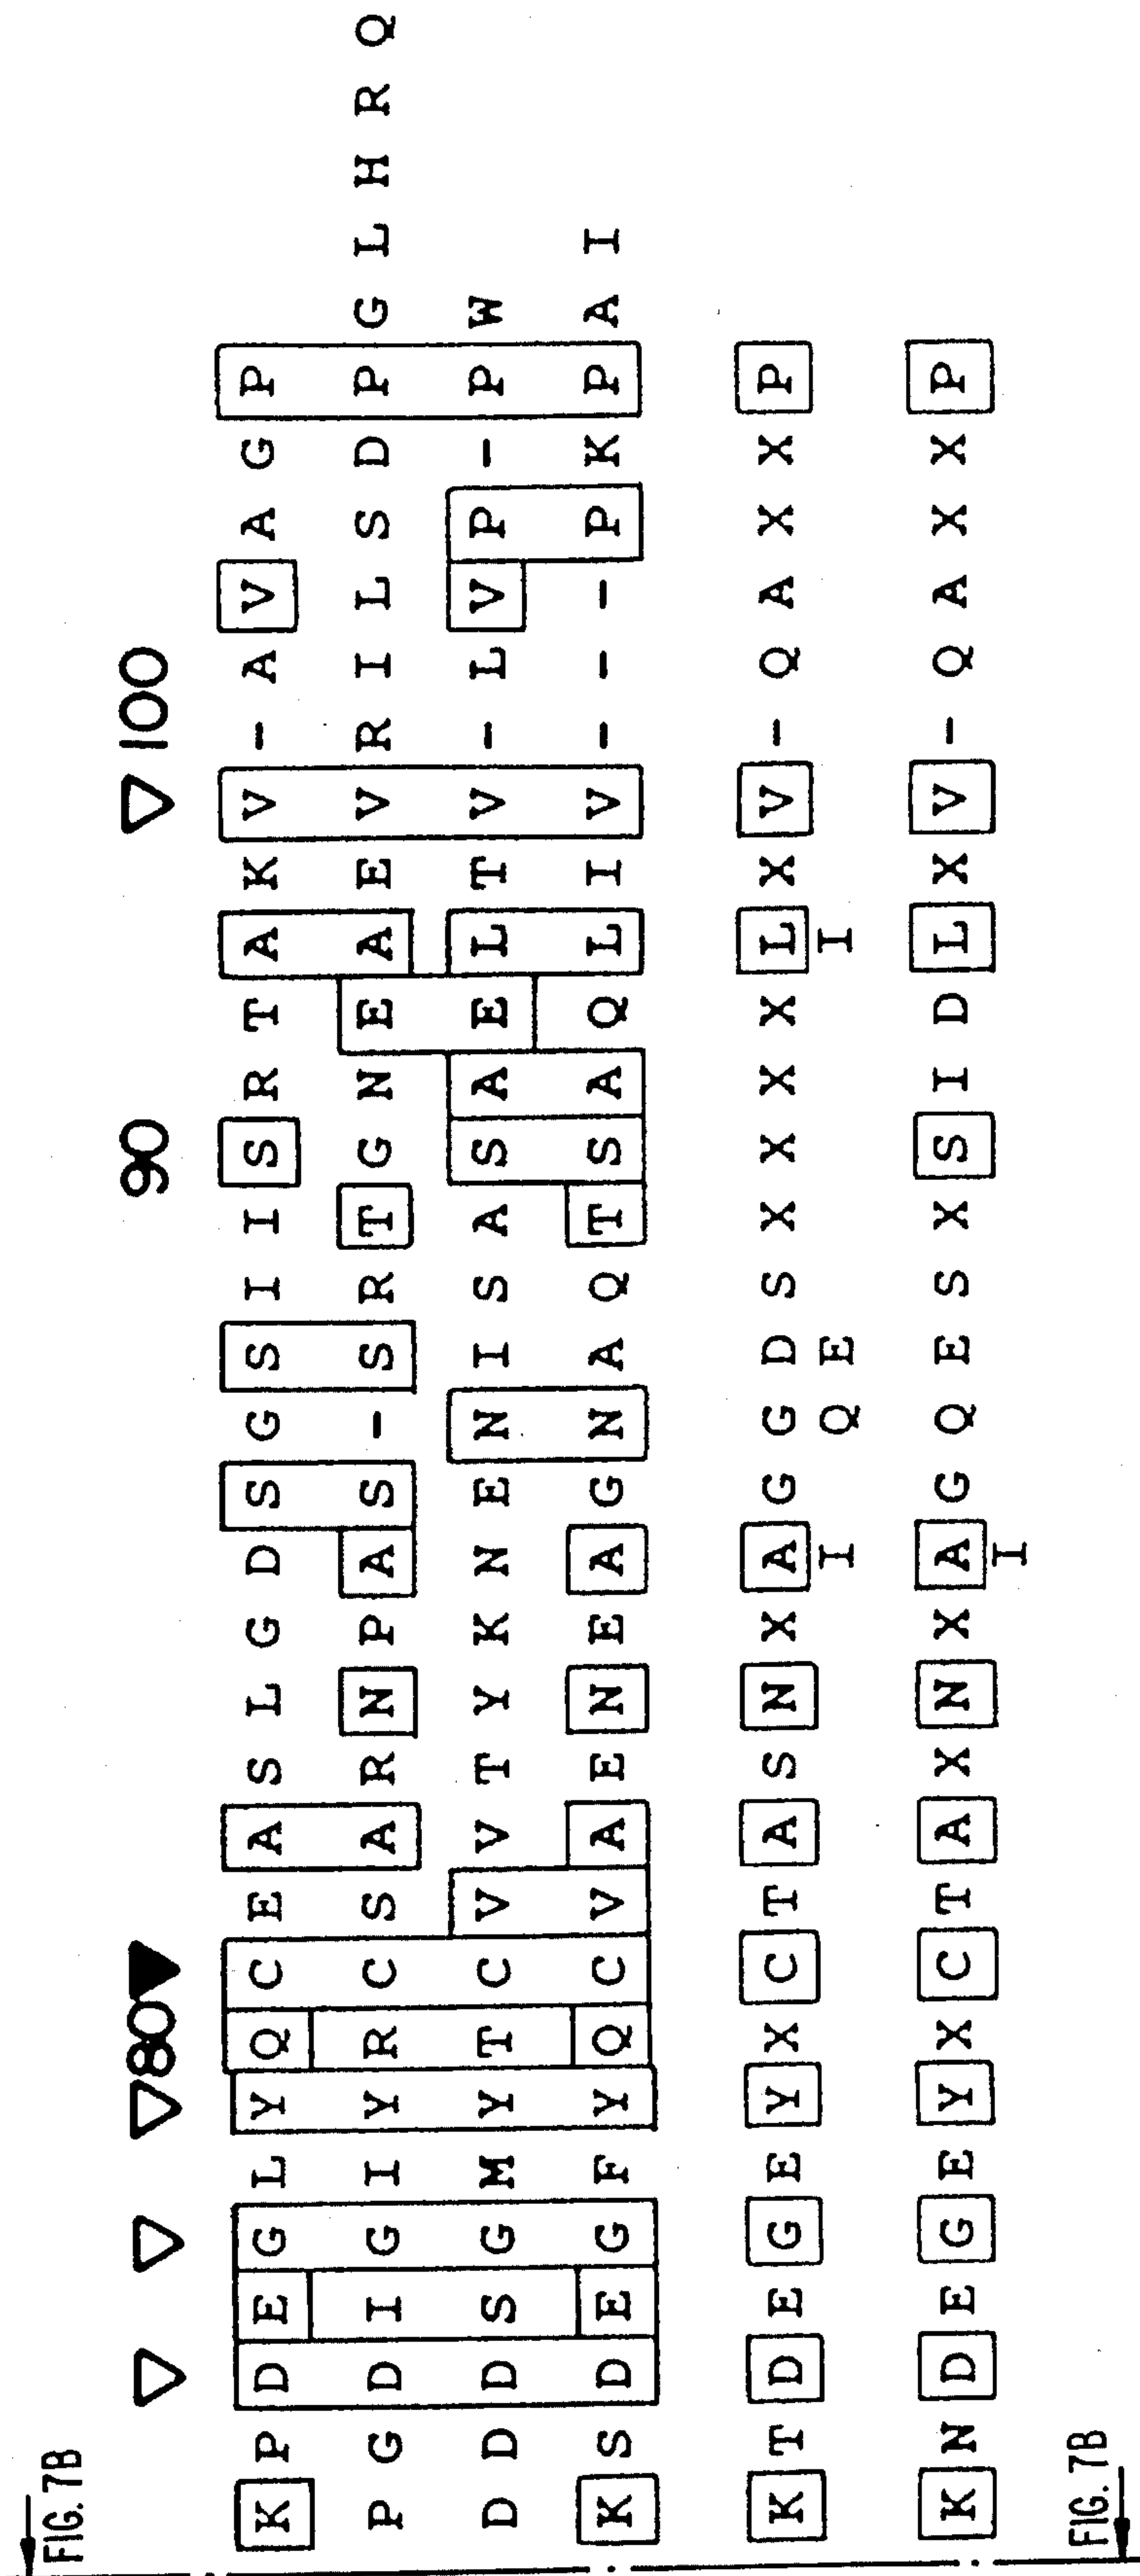 FIG. 7B
▽ ▽ ▽ 80 ▼ 90 ▽ 100
K P D E G L Y Q C E A S L G D S G S I I S R T A K V - A V A G P
P G D I G I Y R C S A R N P A S - S R T G N E A E V R I L S D P G L H R Q
D D D S G M Y T C V V T Y K N E N I S A S A E L T V - L V P - P W
K S D E G F Y Q C V A E N E A G N A Q T S A Q L I V - - - P K P A I
K T D E G E Y X C T A S N X A G G D S X X X X L X V - Q A X X P
I Q E I
K N D E G E Y X C T A X N X A G Q E S X S I D L X V - Q A X X P
I
FIG. 7B